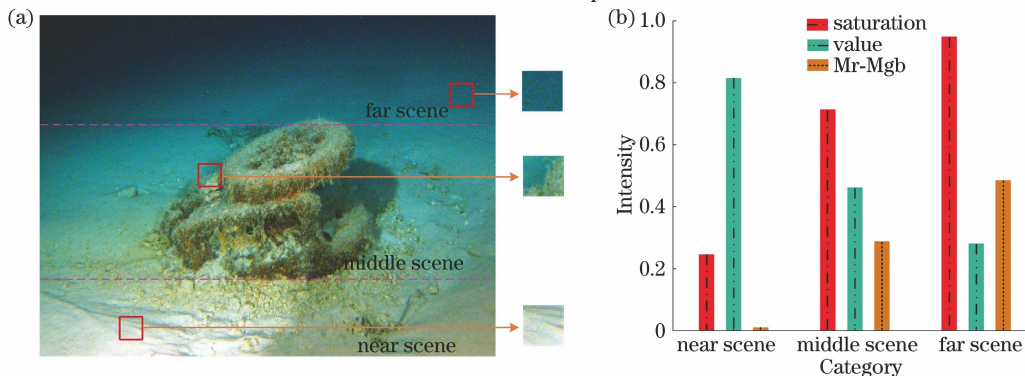 (a)
far scene
middle scene
near scene
(b)
saturation
value
Mr-Mgb
1.0
0.8
0.6
0.4
0.2
0
Intensity
near scene
middle scene
far scene
Category